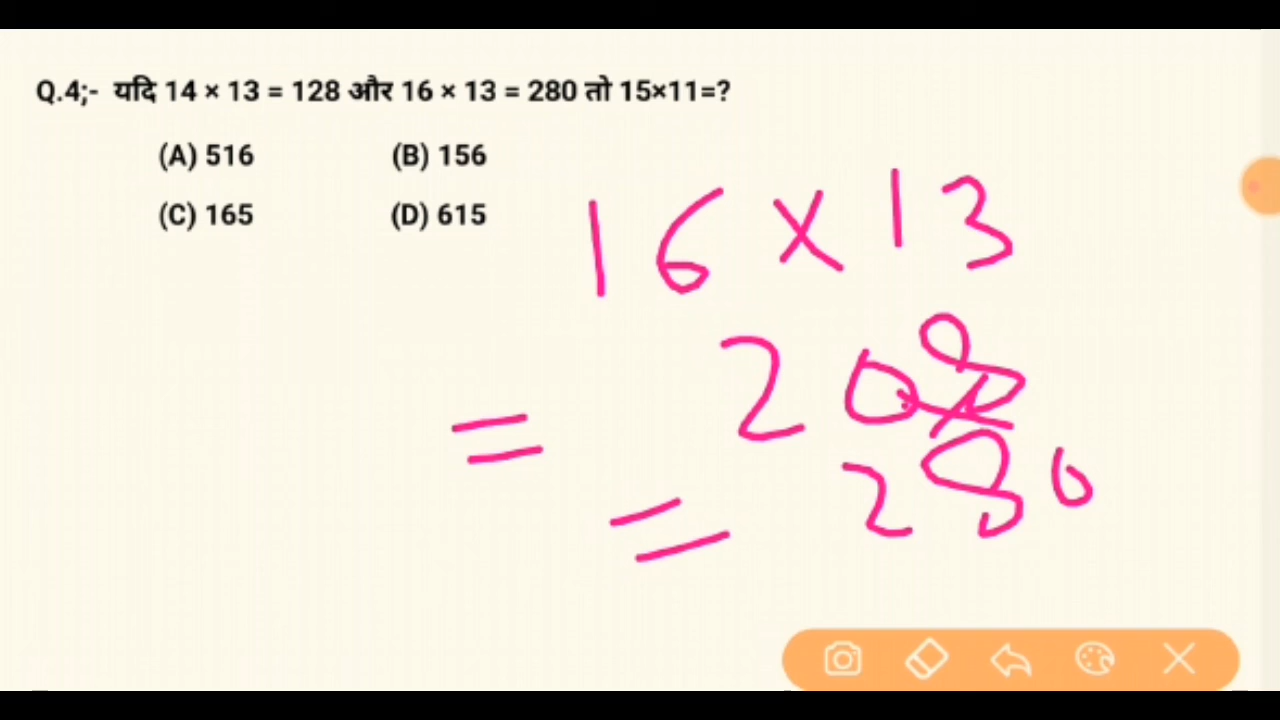 Q.4;- यदि 14 × 13 = 128 और 16 × 13 = 280 तो 15×11=?
(A) 516 (B) 156
(C) 165 (D) 615
16 × 13
= 208
= 280